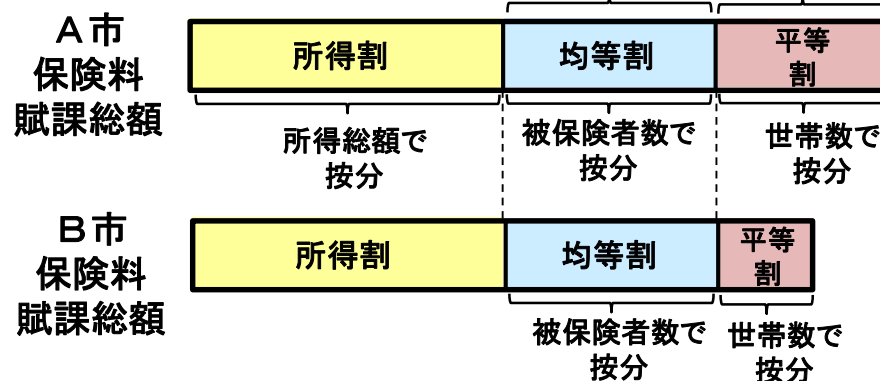 A市
保険料
賦課総額
所得割
均等割
平等
割
所得総額で
按分
被保険者数で
按分
世帯数で
按分
B市
保険料
賦課総額
所得割
均等割
平等
割
被保険者数で
按分
世帯数で
按分